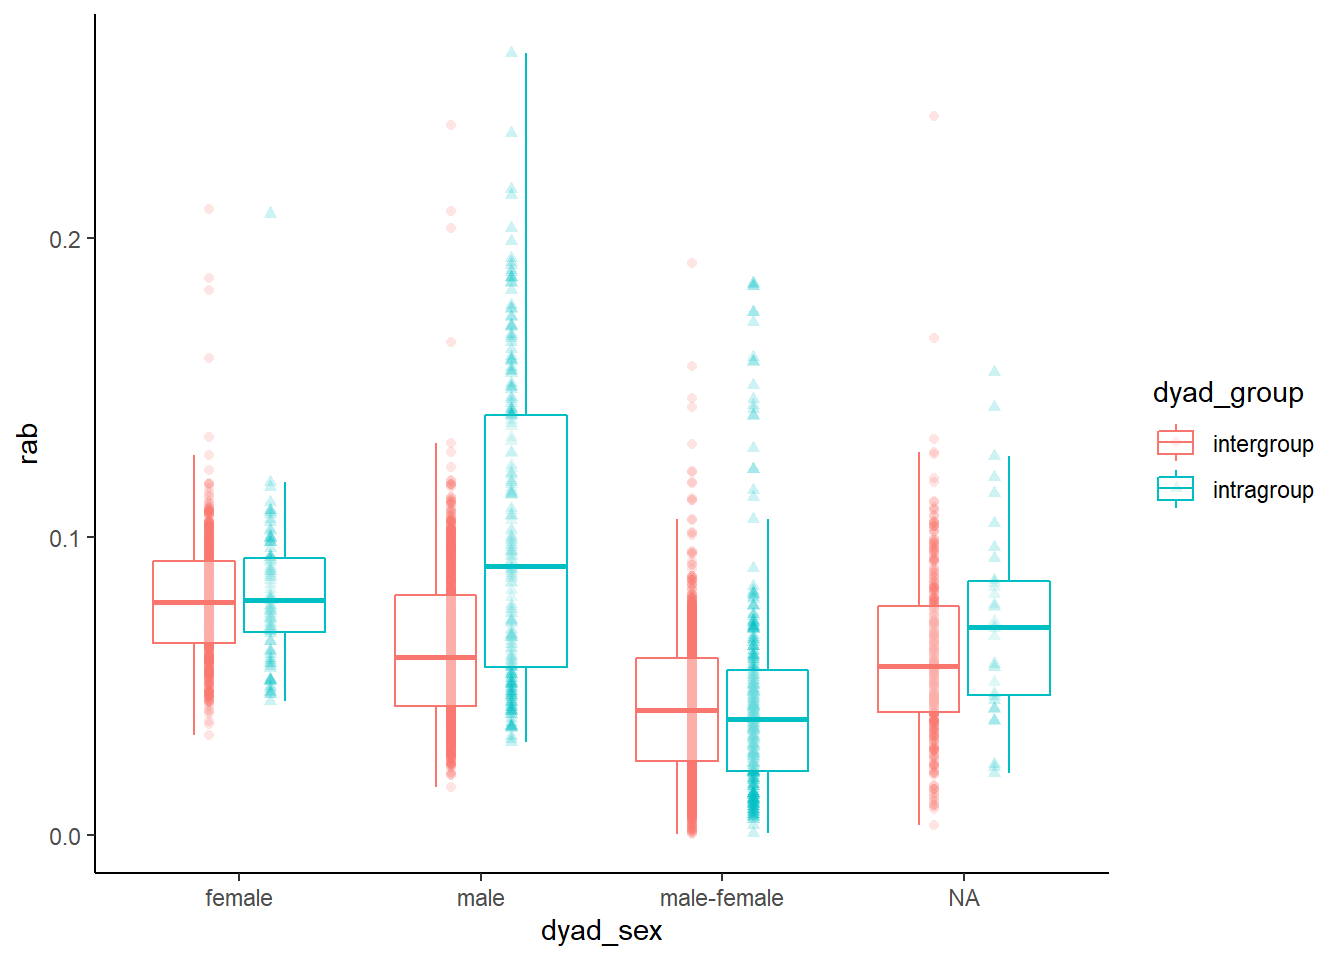 rab
0.2
0.1
0.0
female male male-female NA
dyad_sex
dyad_group
intergroup
intragroup